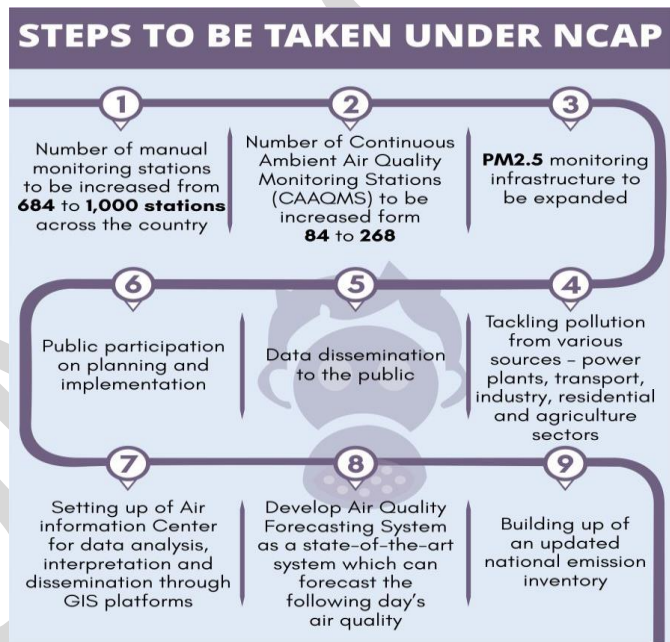 STEPS TO BE TAKEN UNDER NCAP
1
Number of manual
monitoring stations
to be increased from
684 to 1,000 stations
across the country
2
Number of Continuous
Ambient Air Quality
Monitoring Stations
(CAAQMS) to be
increased form
84 to 268
3
PM2.5 monitoring
infrastructure to
be expanded
4
Tackling pollution
from various
sources – power
plants, transport,
industry, residential
and agriculture
sectors
5
Data dissemination
to the public
6
Public participation
on planning and
implementation
7
Setting up of Air
information Center
for data analysis,
interpretation and
dissemination through
GIS platforms
8
Develop Air Quality
Forecasting System
as a state-of-the-art
system which can
forecast the
following day's
air quality
9
Building up of
an updated
national emission
inventory